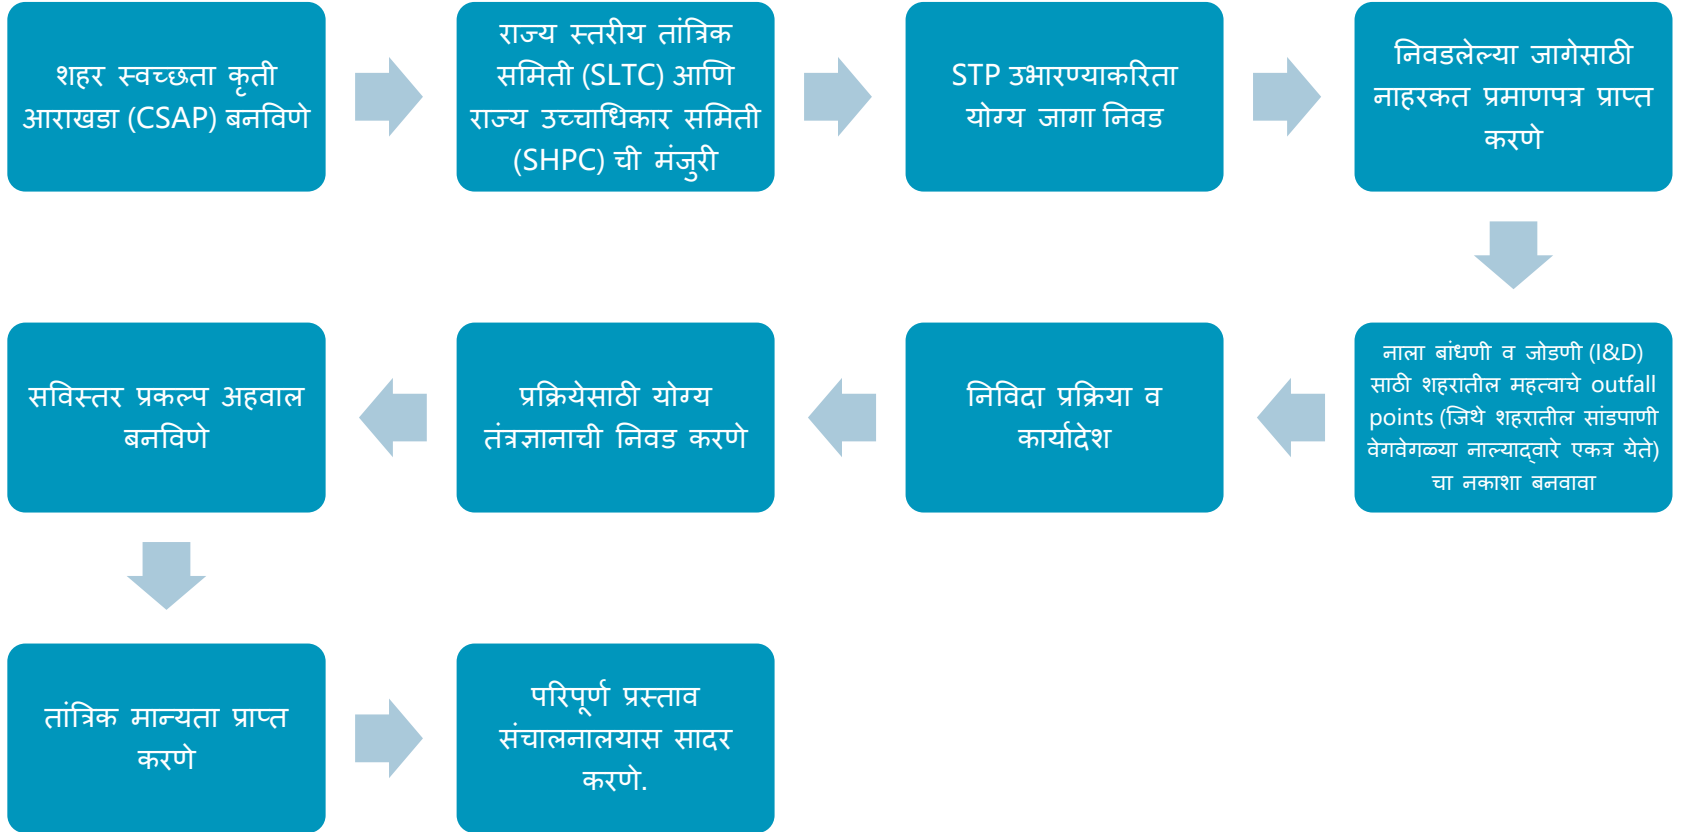 शहर स्वच्छता कृती
आराखडा (CSAP) बनविणे
राज्य स्तरीय तांत्रिक
समिती (SLTC) आणि
राज्य उच्चाधिकार समिती
(SHPC) ची मंजुरी
STP उभारण्याकरिता
योग्य जागा निवड
निवडलेल्या जागेसाठी
नाहरकत प्रमाणपत्र प्राप्त
करणे
नाला बांधणी व जोडणी (I&D)
साठी शहरातील महत्वाचे outfall
points (जिथे शहरातील सांडपाणी
वेगवेगळ्या नाल्याद्वारे एकत्र येते)
चा नकाशा बनवावा
निविदा प्रक्रिया व
कार्यादेश
प्रक्रियेसाठी योग्य
तंत्रज्ञानाची निवड करणे
सविस्तर प्रकल्प अहवाल
बनविणे
तांत्रिक मान्यता प्राप्त
करणे
परिपूर्ण प्रस्ताव
संचालनालयास सादर
करणे.